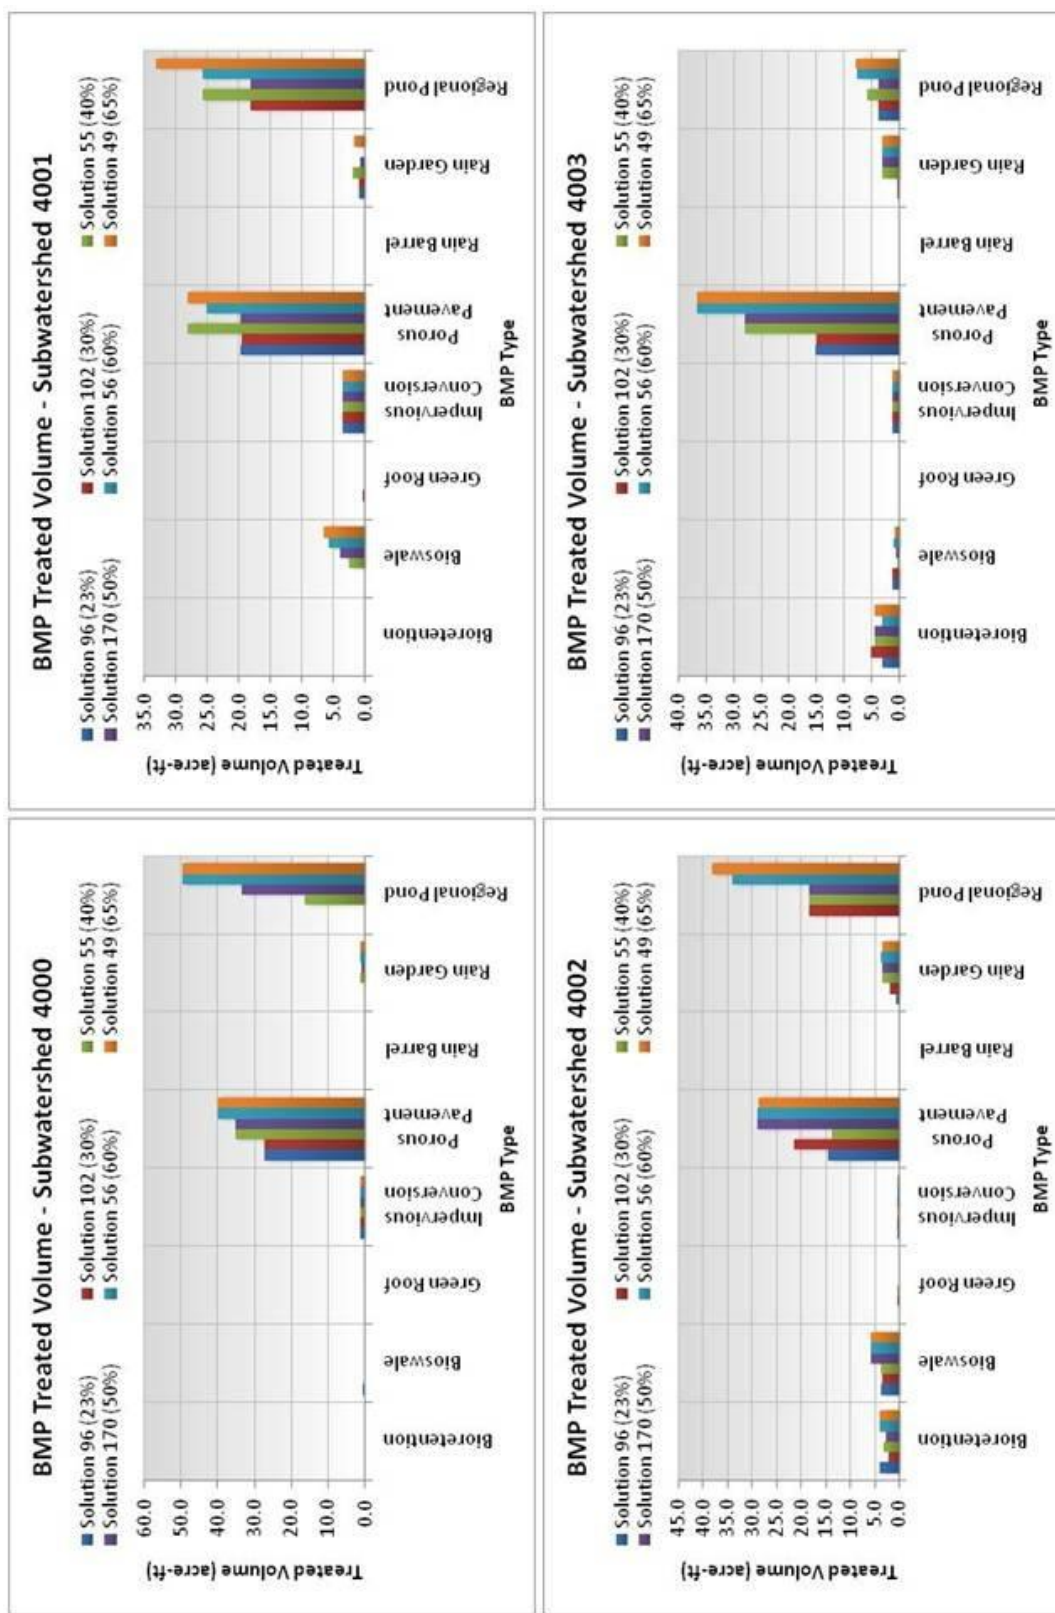 BMP Treated Volume - Subwatershed 4000
Solution 96 (23%) Solution 102 (30%) Solution 55 (40%)
Solution 170 (50%) Solution 56 (60%) Solution 49 (65%)
Treated Volume (acre-ft)
60.0
50.0
40.0
30.0
20.0
10.0
0.0
Bioretention Bioswale Green Roof Impervious Conversion Porous Pavement Rain Barrel Rain Garden Regional Pond
BMP Type
BMP Treated Volume - Subwatershed 4001
Solution 96 (23%) Solution 102 (30%) Solution 55 (40%)
Solution 170 (50%) Solution 56 (60%) Solution 49 (65%)
Treated Volume (acre-ft)
35.0
30.0
25.0
20.0
15.0
10.0
5.0
0.0
Bioretention Bioswale Green Roof Impervious Conversion Porous Pavement Rain Barrel Rain Garden Regional Pond
BMP Type
BMP Treated Volume - Subwatershed 4002
Solution 96 (23%) Solution 102 (30%) Solution 55 (40%)
Solution 170 (50%) Solution 56 (60%) Solution 49 (65%)
Treated Volume (acre-ft)
45.0
40.0
35.0
30.0
25.0
20.0
15.0
10.0
5.0
0.0
Bioretention Bioswale Green Roof Impervious Conversion Porous Pavement Rain Barrel Rain Garden Regional Pond
BMP Type
BMP Treated Volume - Subwatershed 4003
Solution 96 (23%) Solution 102 (30%) Solution 55 (40%)
Solution 170 (50%) Solution 56 (60%) Solution 49 (65%)
Treated Volume (acre-ft)
40.0
35.0
30.0
25.0
20.0
15.0
10.0
5.0
0.0
Bioretention Bioswale Green Roof Impervious Conversion Porous Pavement Rain Barrel Rain Garden Regional Pond
BMP Type